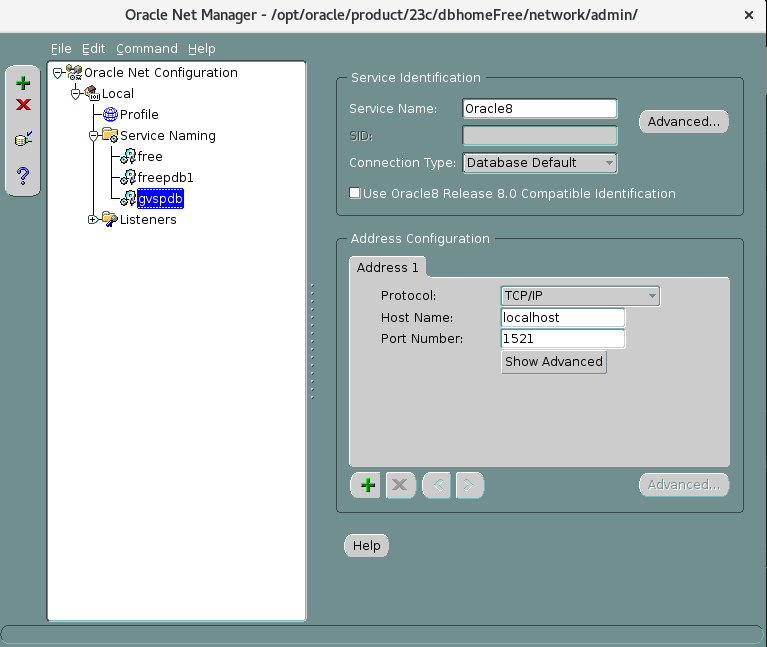 Oracle Net Manager - /opt/oracle/product/23c/dbhomeFree/network/admin/
File Edit Command Help
Oracle Net Configuration
Local
Profile
Service Naming
free
freepdb1
gvspdb
Listeners
Service Identification
Service Name: Oracle8
Advanced...
SID:
Connection Type: Database Default
Use Oracle8 Release 8.0 Compatible Identification
Address Configuration
Address 1
Protocol: TCP/IP
Host Name: localhost
Port Number: 1521
Show Advanced
Advanced...
Help